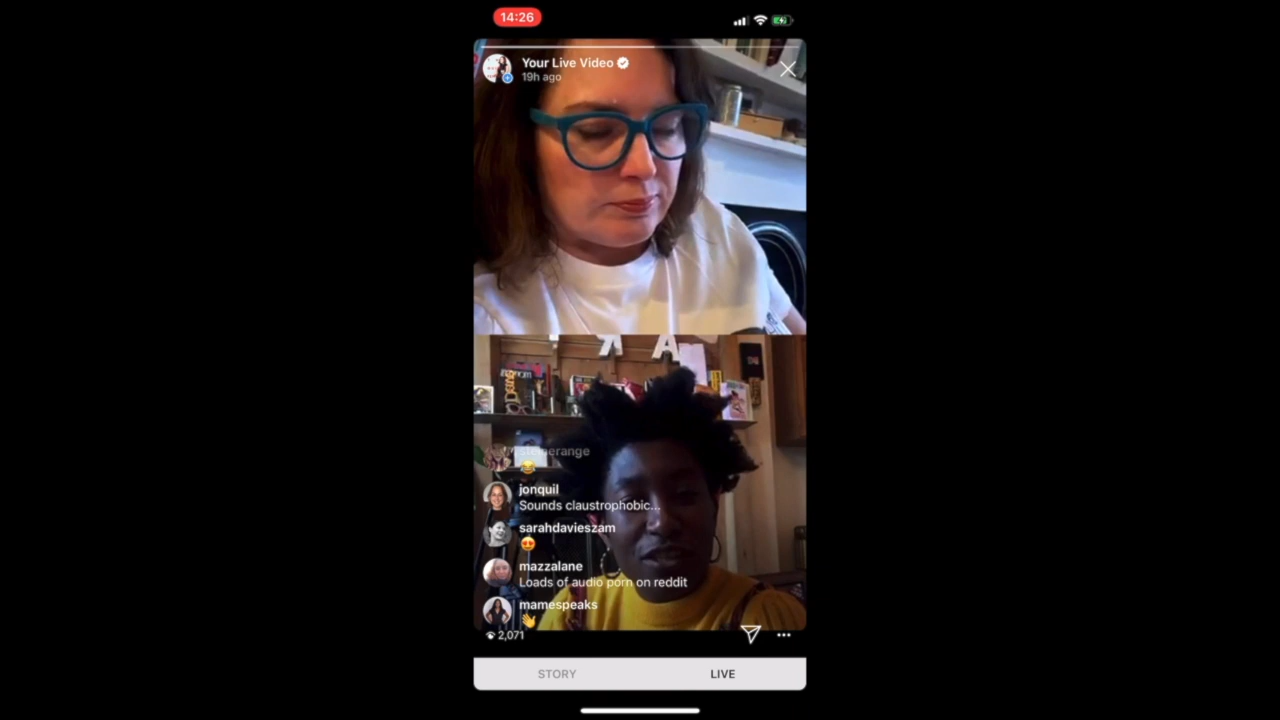 14:26
Your Live Video
19h ago
A
steinerange
😂
jonquil
Sounds claustrophobic...
sarahdavieszam
😍
mazzalane
Loads of audio porn on reddit
mamespeaks
👋
2,071
STORY
LIVE